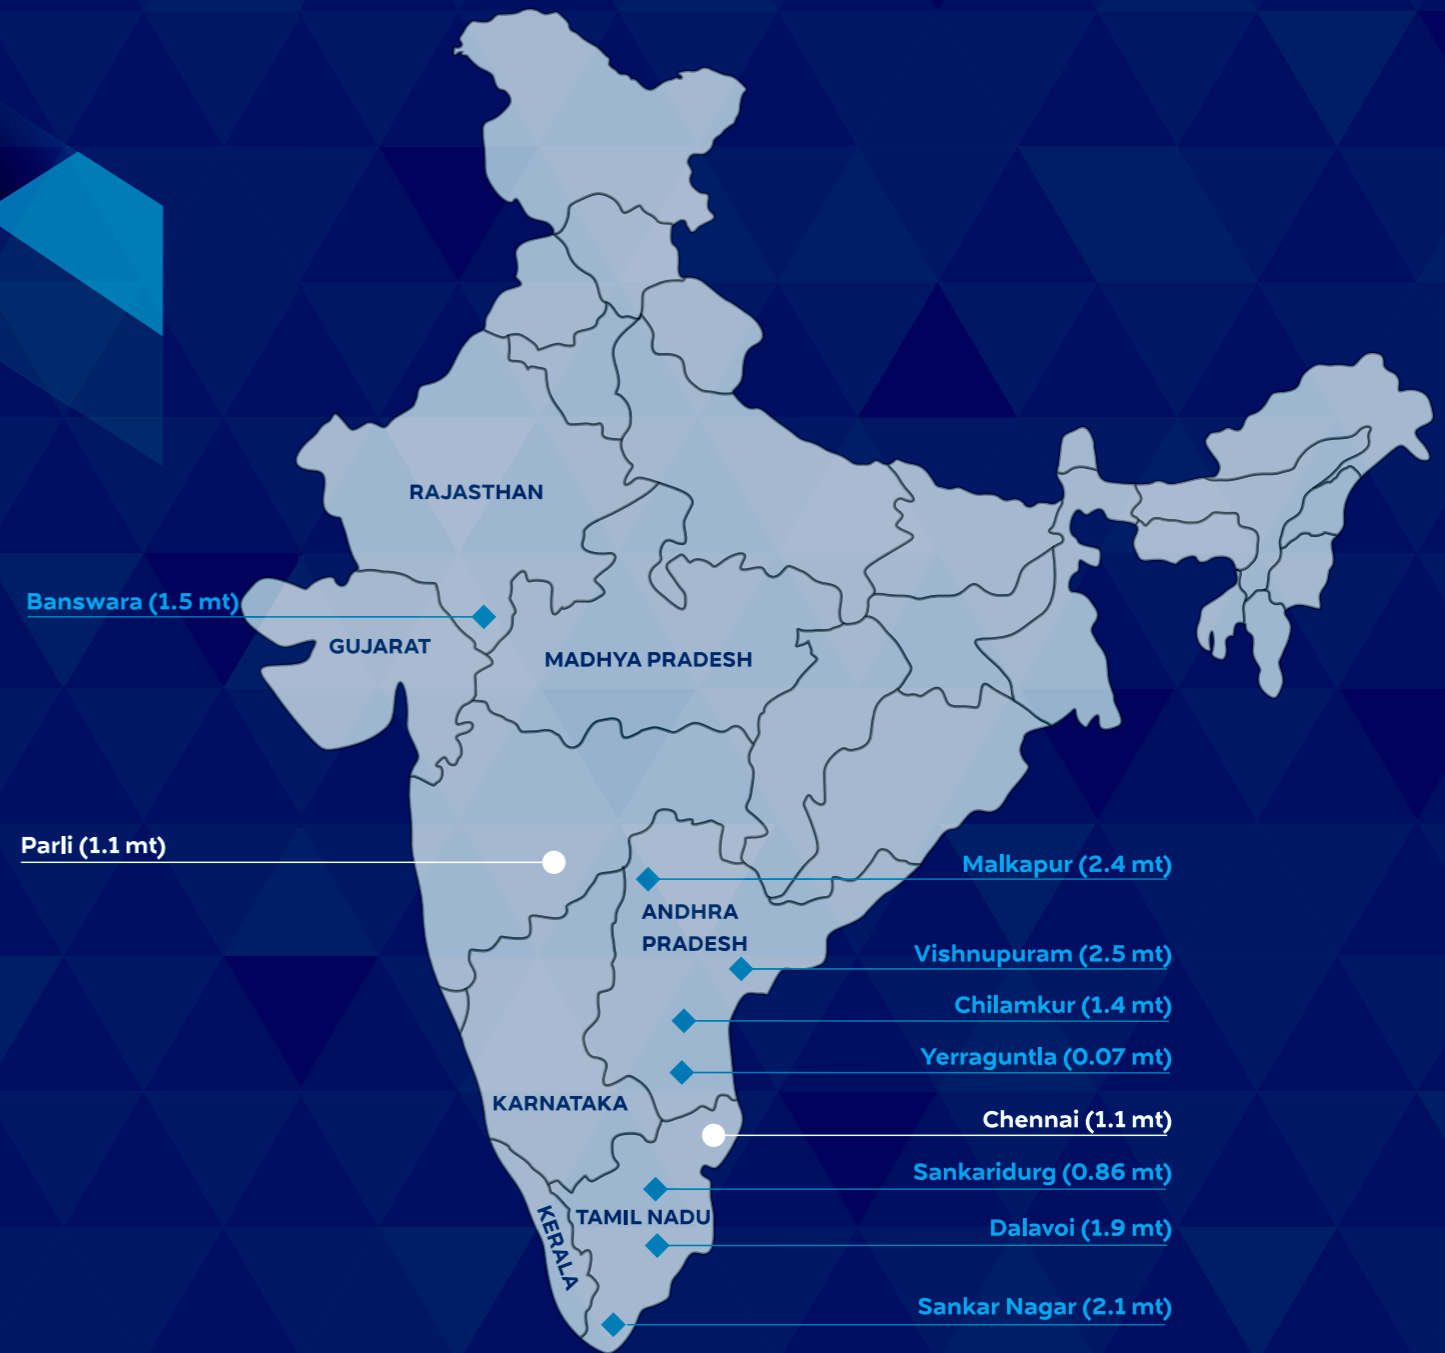 RAJASTHAN
Banswara (1.5 mt)
GUJARAT
MADHYA PRADESH
Parli (1.1 mt)
Malkapur (2.4 mt)
ANDHRA
PRADESH
Vishnupuram (2.5 mt)
Chilamkur (1.4 mt)
Yerraguntla (0.07 mt)
KARNATAKA
Chennai (1.1 mt)
Sankaridurg (0.86 mt)
KERALA
TAMIL NADU
Dalavoi (1.9 mt)
Sankar Nagar (2.1 mt)